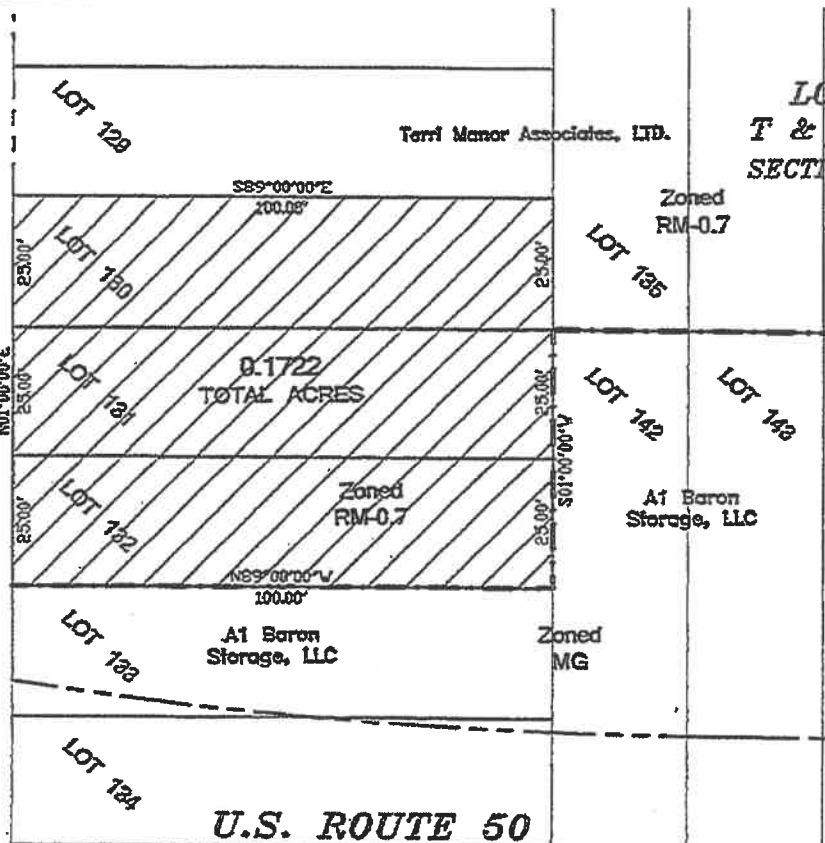 LOT 129
Terri Manor Associates, LTD.
T &
S89°00'00"E
100.08'
Zoned
RM-0.7
25.00'
LOT 130
25.00'
LOT 135
N01°00'00"E
25.00'
LOT 131
0.1722
TOTAL ACRES
25.00'
LOT 142
LOT 143
S01°00'00"W
25.00'
LOT 132
Zoned
RM-0.7
25.00'
A1 Baron
Storage, LLC
N89°00'00"W
100.00'
LOT 133
A1 Baron
Storage, LLC
Zoned
MG
LOT 134
U.S. ROUTE 50